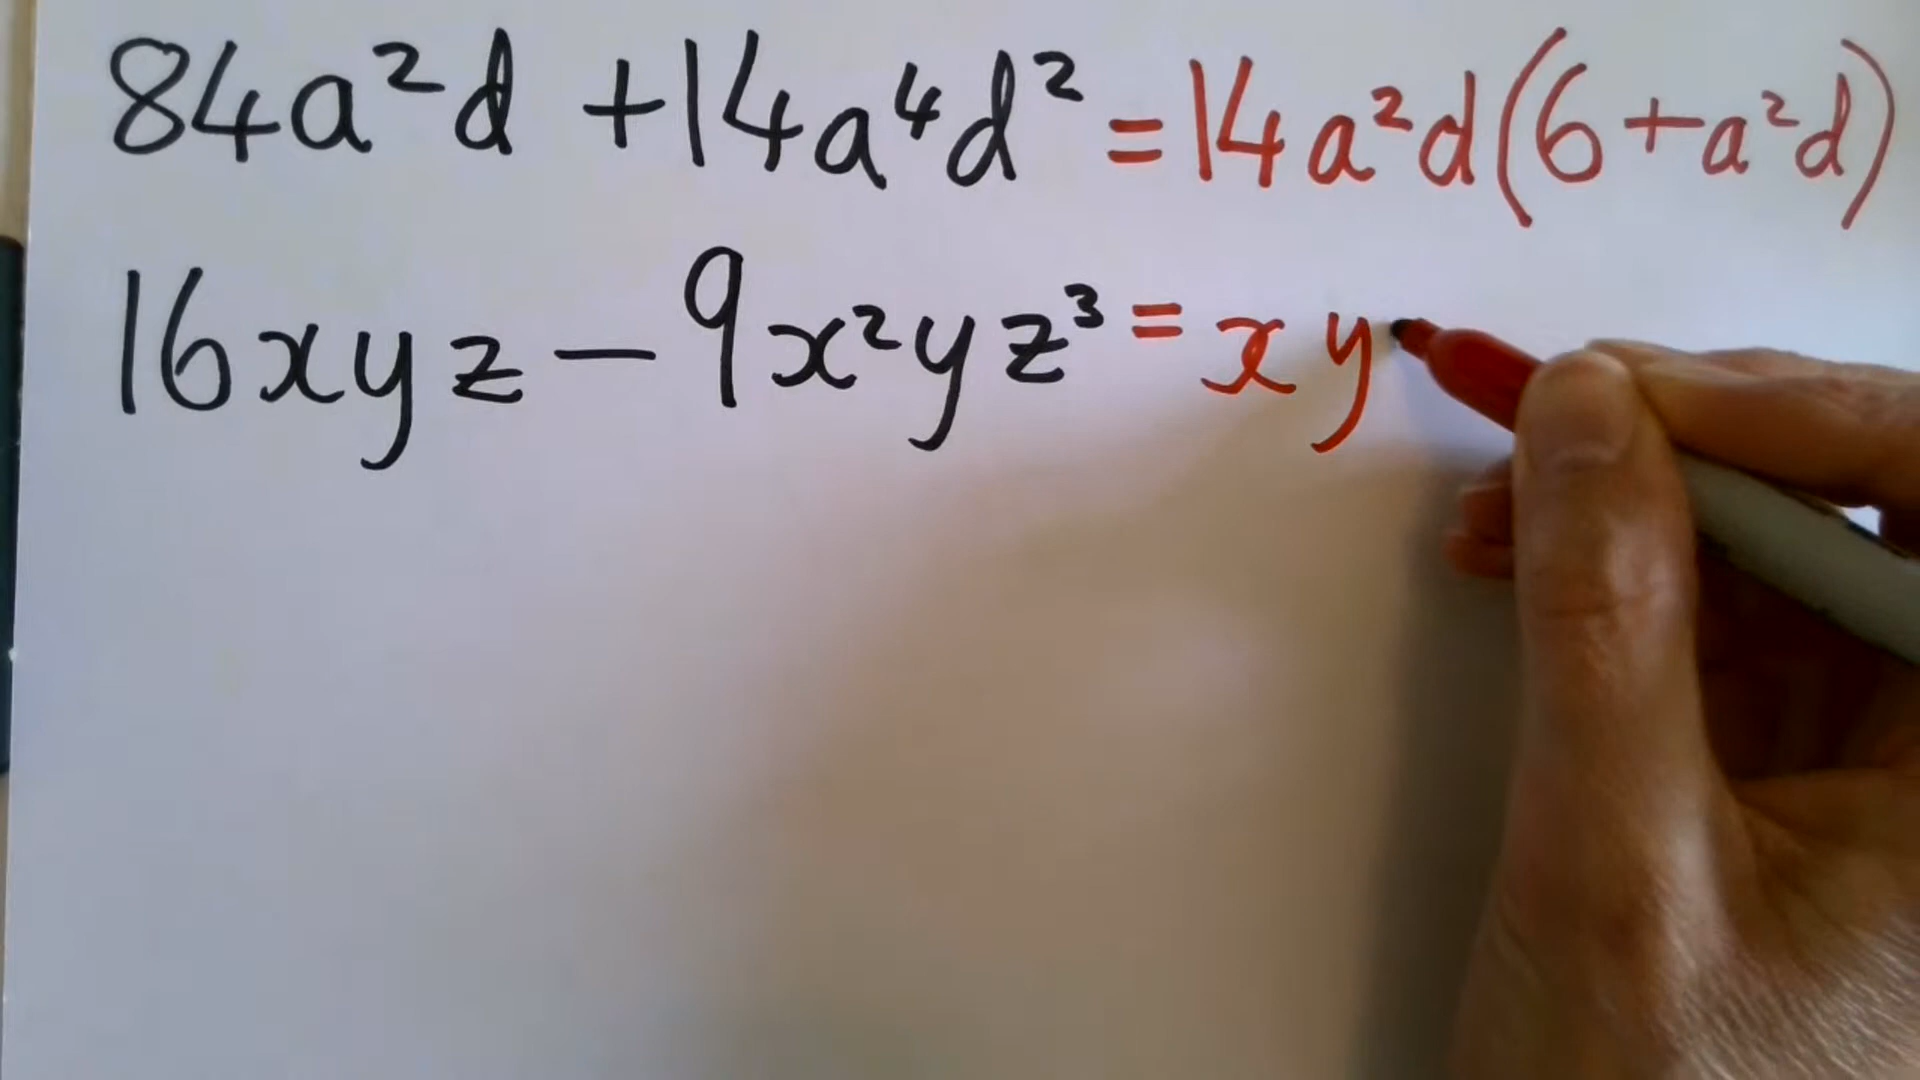 84a²d + 14a⁴d² = 14a²d(6 + a²d)
16xyz − 9x²yz³ = xy